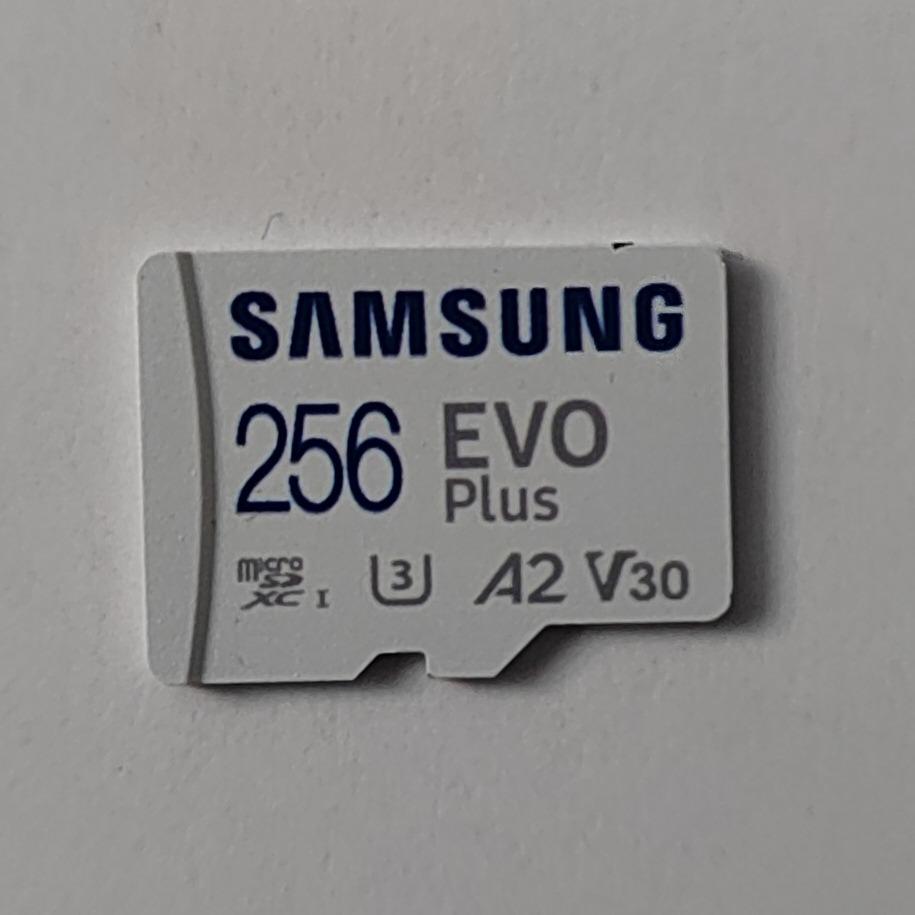 SAMSUNG
256 EVO
Plus
micro
SD
XC I U3 A2 V30